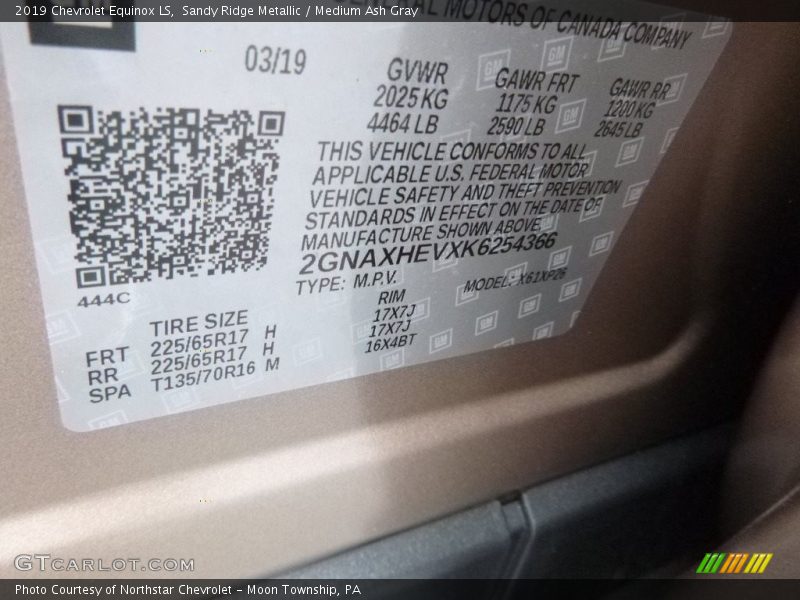 2019 Chevrolet Equinox LS, Sandy Ridge Metallic / Medium Ash Gray
GENERAL MOTORS OF CANADA COMPANY
03/19
GVWR GAWR FRT GAWR RR
2025 KG 1175 KG 1200 KG
4464 LB 2590 LB 2645 LB
THIS VEHICLE CONFORMS TO ALL
APPLICABLE U.S. FEDERAL MOTOR
VEHICLE SAFETY AND THEFT PREVENTION
STANDARDS IN EFFECT ON THE DATE OF
MANUFACTURE SHOWN ABOVE.
2GNAXHEVXK6254366
TYPE: M.P.V. MODEL: X61XP26
444C
TIRE SIZE RIM
FRT 225/65R17 H 17X7J
RR 225/65R17 H 17X7J
SPA T135/70R16 M 16X4BT
GTCARLOT.COM
Photo Courtesy of Northstar Chevrolet - Moon Township, PA